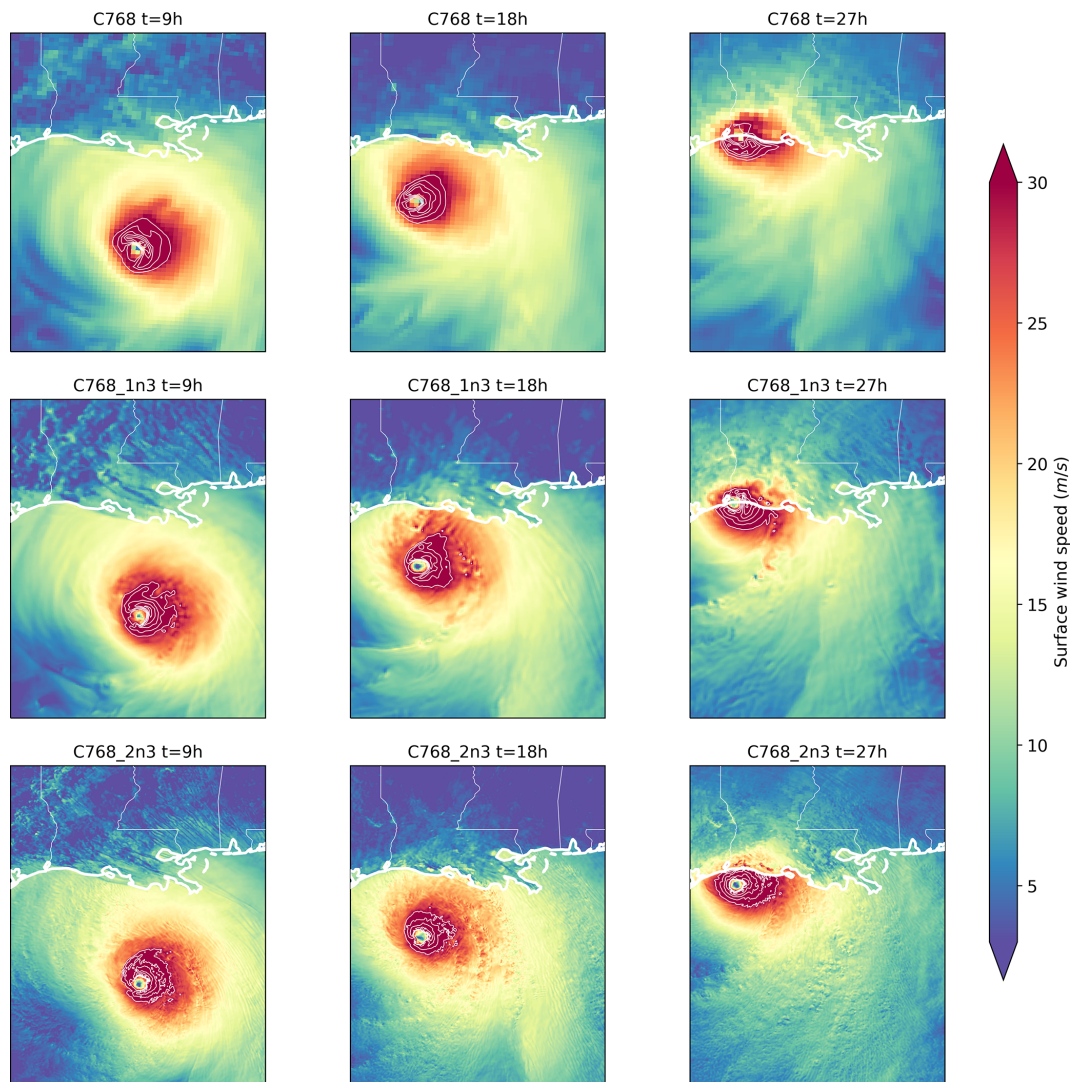 C768 t=9h
C768 t=18h
C768 t=27h
C768_1n3 t=9h
C768_1n3 t=18h
C768_1n3 t=27h
C768_2n3 t=9h
C768_2n3 t=18h
C768_2n3 t=27h
30
25
20
15
10
5
Surface wind speed (m/s)